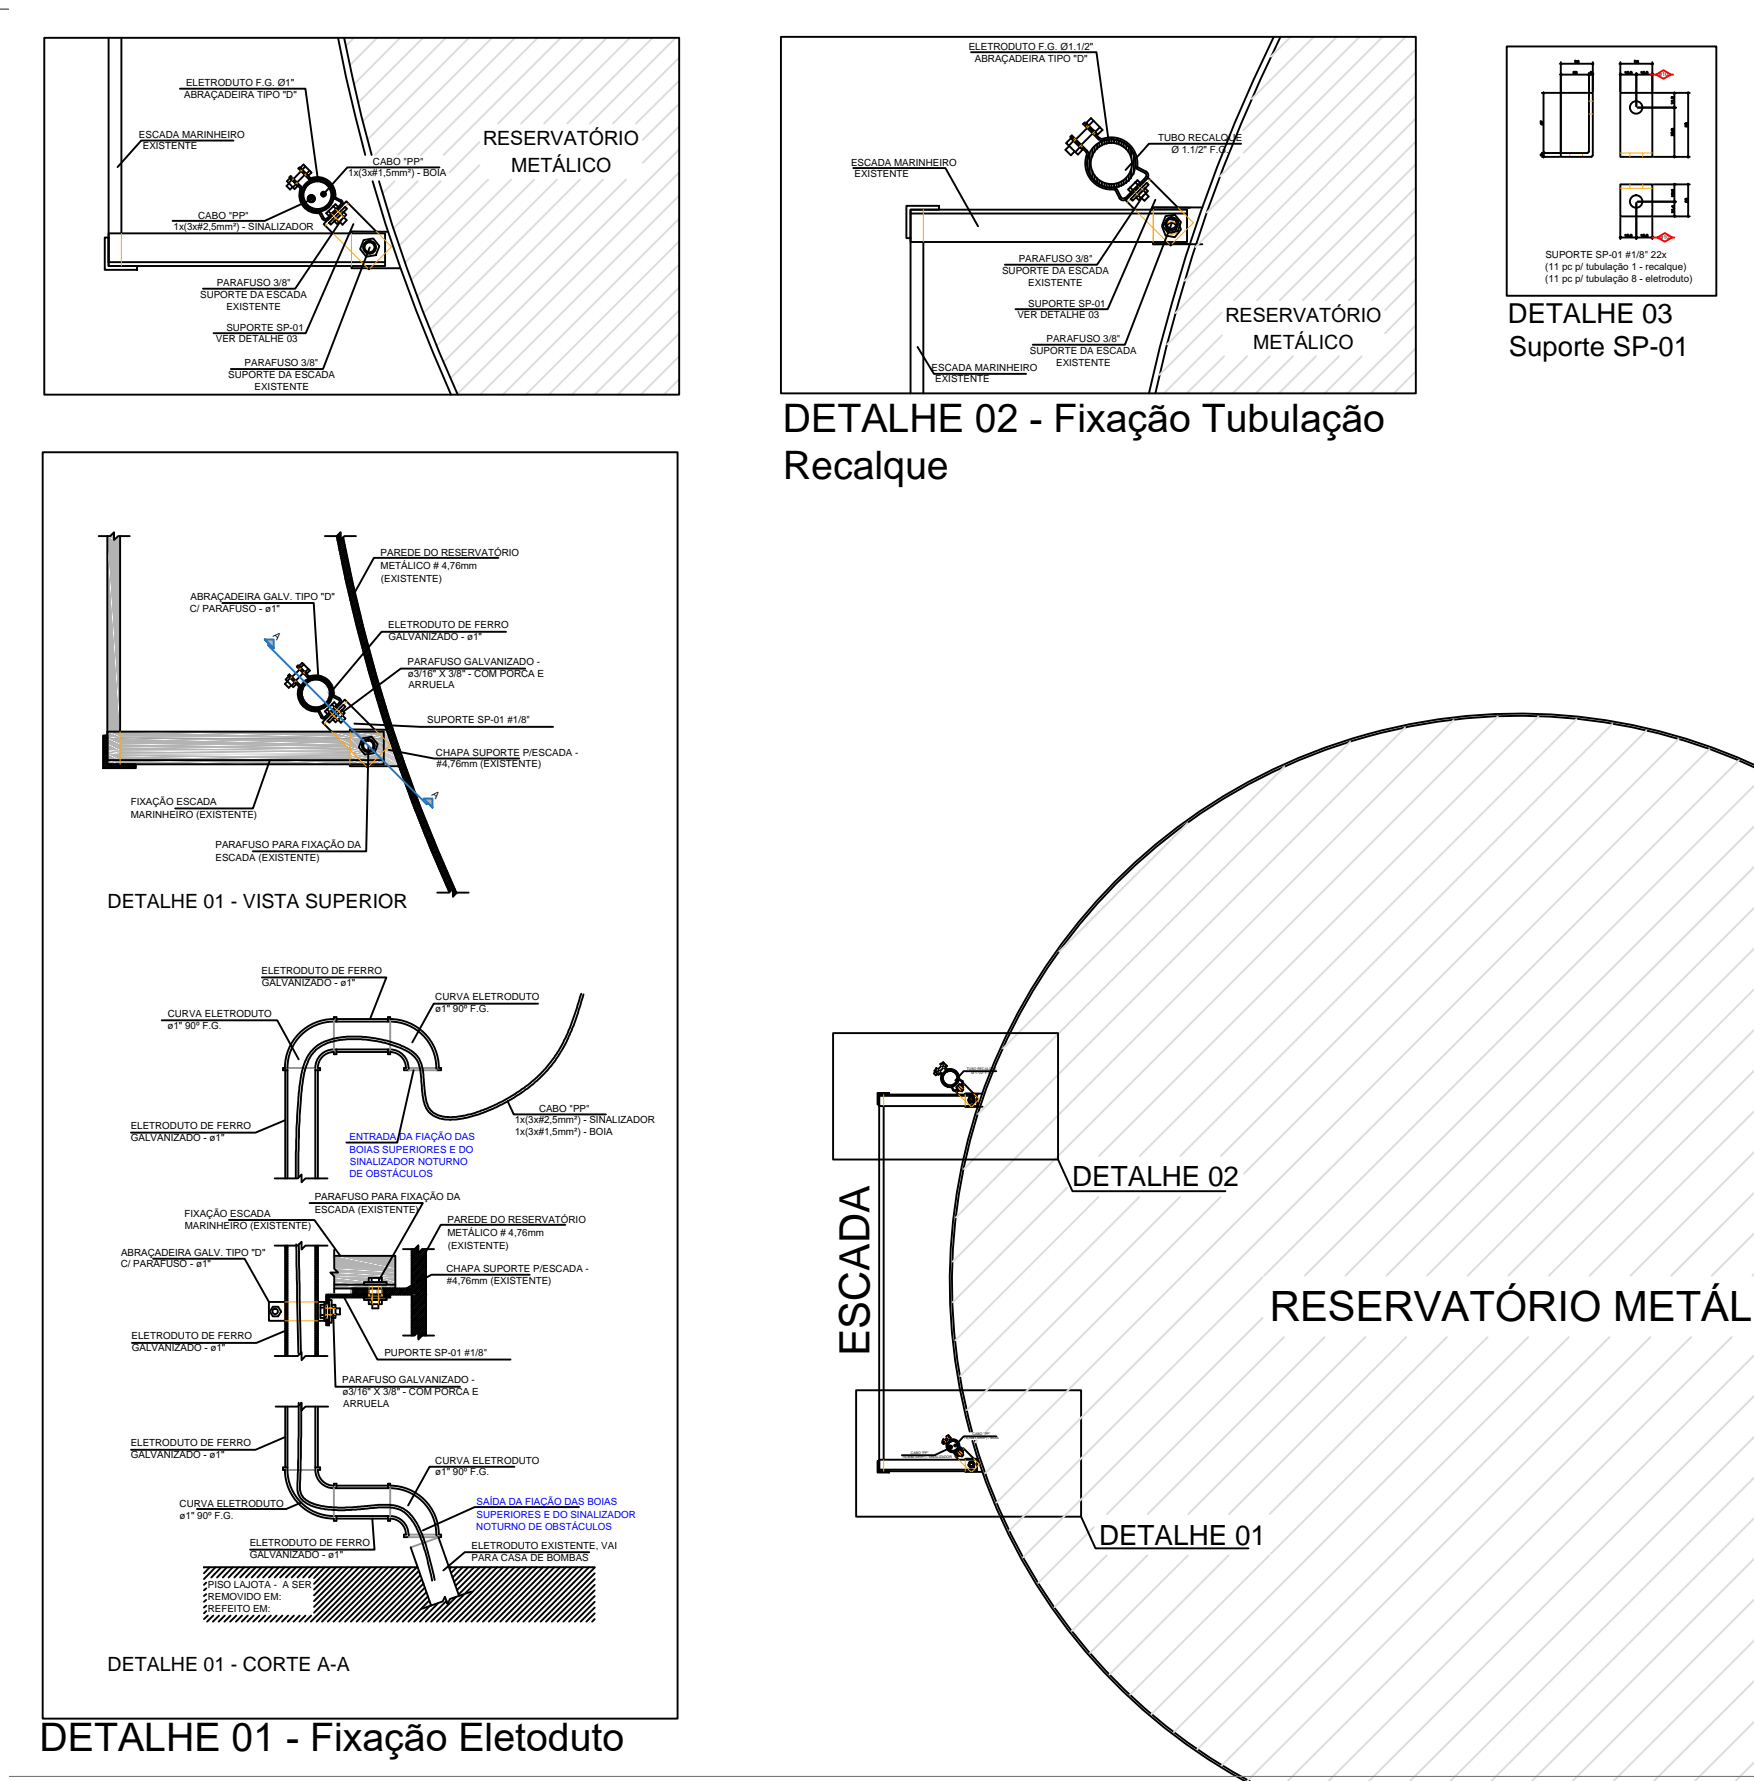 ELETRODUTO F.G. Ø1"
ABRAÇADEIRA TIPO "D"
ESCADA MARINHEIRO
EXISTENTE
CABO "PP"
1x(3x#1,5mm²) - BOIA
CABO "PP"
1x(3x#2,5mm²) - SINALIZADOR
RESERVATÓRIO
METÁLICO
PARAFUSO 3/8"
SUPORTE DA ESCADA
EXISTENTE
SUPORTE SP-01
VER DETALHE 03
PARAFUSO 3/8"
SUPORTE DA ESCADA
EXISTENTE
ELETRODUTO F.G. Ø1.1/2"
ABRAÇADEIRA TIPO "D"
TUBO RECALQUE
Ø 1.1/2" F.G.
ESCADA MARINHEIRO
EXISTENTE
PARAFUSO 3/8"
SUPORTE DA ESCADA
EXISTENTE
SUPORTE SP-01
VER DETALHE 03
PARAFUSO 3/8"
SUPORTE DA ESCADA
EXISTENTE
ESCADA MARINHEIRO
EXISTENTE
RESERVATÓRIO
METÁLICO
DETALHE 02 - Fixação Tubulação
Recalque
SUPORTE SP-01 #1/8" 22x
(11 pc p/ tubulação 1 - recalque)
(11 pc p/ tubulação 8 - eletroduto)
DETALHE 03
Suporte SP-01
PAREDE DO RESERVATÓRIO
METÁLICO # 4,76mm
(EXISTENTE)
ABRAÇADEIRA GALV. TIPO "D"
C/ PARAFUSO - ø1"
ELETRODUTO DE FERRO
GALVANIZADO - ø1"
A
PARAFUSO GALVANIZADO -
ø3/16" X 3/8" - COM PORCA E
ARRUELA
SUPORTE SP-01 #1/8"
CHAPA SUPORTE P/ESCADA -
#4,76mm (EXISTENTE)
A
FIXAÇÃO ESCADA
MARINHEIRO (EXISTENTE)
PARAFUSO PARA FIXAÇÃO DA
ESCADA (EXISTENTE)
DETALHE 01 - VISTA SUPERIOR
ELETRODUTO DE FERRO
GALVANIZADO - ø1"
CURVA ELETRODUTO
ø1" 90º F.G.
CURVA ELETRODUTO
ø1" 90º F.G.
CABO "PP"
1x(3x#2,5mm²) - SINALIZADOR
1x(3x#1,5mm²) - BOIA
ELETRODUTO DE FERRO
GALVANIZADO - ø1"
ENTRADA DA FIAÇÃO DAS
BOIAS SUPERIORES E DO
SINALIZADOR NOTURNO
DE OBSTÁCULOS
PARAFUSO PARA FIXAÇÃO DA
ESCADA (EXISTENTE)
FIXAÇÃO ESCADA
MARINHEIRO (EXISTENTE)
PAREDE DO RESERVATÓRIO
METÁLICO # 4,76mm
(EXISTENTE)
ABRAÇADEIRA GALV. TIPO "D"
C/ PARAFUSO - ø1"
CHAPA SUPORTE P/ESCADA -
#4,76mm (EXISTENTE)
ELETRODUTO DE FERRO
GALVANIZADO - ø1"
PUPORTE SP-01 #1/8"
PARAFUSO GALVANIZADO -
ø3/16" X 3/8" - COM PORCA E
ARRUELA
ELETRODUTO DE FERRO
GALVANIZADO - ø1"
CURVA ELETRODUTO
ø1" 90º F.G.
CURVA ELETRODUTO
ø1" 90º F.G.
SAÍDA DA FIAÇÃO DAS BOIAS
SUPERIORES E DO SINALIZADOR
NOTURNO DE OBSTÁCULOS
ELETRODUTO DE FERRO
GALVANIZADO - ø1"
ELETRODUTO EXISTENTE, VAI
PARA CASA DE BOMBAS
PISO LAJOTA - A SER
REMOVIDO EM:
REFEITO EM:
DETALHE 01 - CORTE A-A
DETALHE 01 - Fixação Eletoduto
DETALHE 02
ESCADA
RESERVATÓRIO METÁL
DETALHE 01